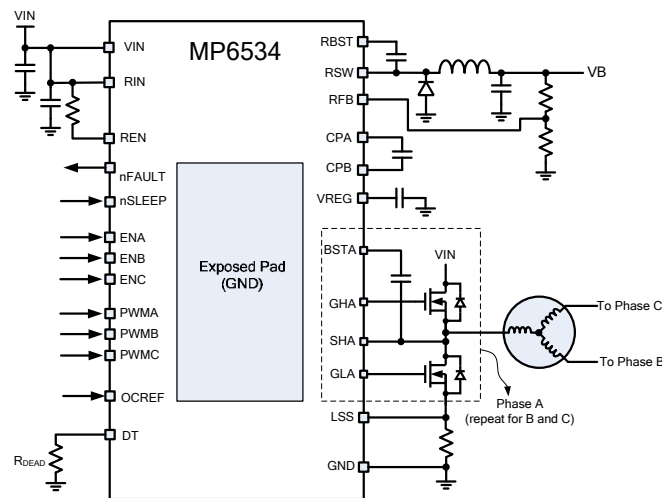 VIN
MP6534
VIN
RIN
REN
nFAULT
nSLEEP
ENA
ENB
ENC
PWMA
PWMB
PWMC
OCREF
DT
RDEAD
Exposed Pad
(GND)
RBST
RSW
RFB
CPA
CPB
VREG
BSTA
GHA
SHA
GLA
LSS
GND
VB
VIN
To Phase C
To Phase B
Phase A
(repeat for B and C)